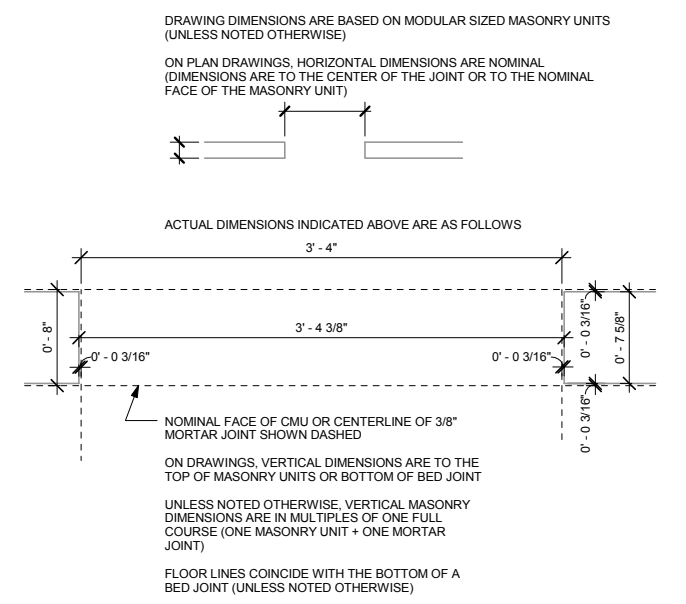 DRAWING DIMENSIONS ARE BASED ON MODULAR SIZED MASONRY UNITS
(UNLESS NOTED OTHERWISE)
ON PLAN DRAWINGS, HORIZONTAL DIMENSIONS ARE NOMINAL
(DIMENSIONS ARE TO THE CENTER OF THE JOINT OR TO THE NOMINAL
FACE OF THE MASONRY UNIT)
ACTUAL DIMENSIONS INDICATED ABOVE ARE AS FOLLOWS
3' - 4"
0' - 8"
3' - 4 3/8"
0' - 0 3/16"
0' - 0 3/16"
0' - 0 3/16"
0' - 7 5/8"
0' - 0 3/16"
NOMINAL FACE OF CMU OR CENTERLINE OF 3/8"
MORTAR JOINT SHOWN DASHED
ON DRAWINGS, VERTICAL DIMENSIONS ARE TO THE
TOP OF MASONRY UNITS OR BOTTOM OF BED JOINT
UNLESS NOTED OTHERWISE, VERTICAL MASONRY
DIMENSIONS ARE IN MULTIPLES OF ONE FULL
COURSE (ONE MASONRY UNIT + ONE MORTAR
JOINT)
FLOOR LINES COINCIDE WITH THE BOTTOM OF A
BED JOINT (UNLESS NOTED OTHERWISE)